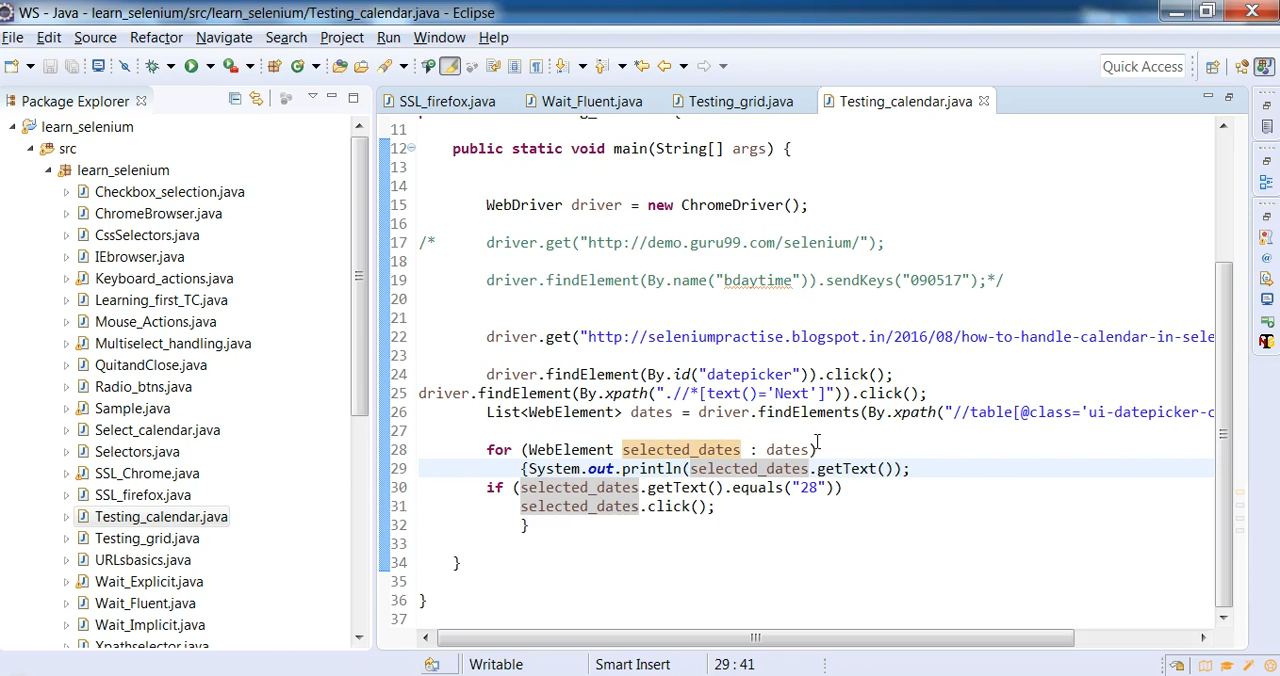 WS - Java - learn_selenium/src/learn_selenium/Testing_calendar.java - Eclipse
File Edit Source Refactor Navigate Search Project Run Window Help
Quick Access
Package Explorer
SSL_firefox.java Wait_Fluent.java Testing_grid.java Testing_calendar.java
learn_selenium
src
learn_selenium
Checkbox_selection.java
ChromeBrowser.java
CssSelectors.java
IEbrowser.java
Keyboard_actions.java
Learning_first_TC.java
Mouse_Actions.java
Multiselect_handling.java
QuitandClose.java
Radio_btns.java
Sample.java
Select_calendar.java
Selectors.java
SSL_Chrome.java
SSL_firefox.java
Testing_calendar.java
Testing_grid.java
URLsbasics.java
Wait_Explicit.java
Wait_Fluent.java
Wait_Implicit.java
Xpathselector.java
11
12 public static void main(String[] args) {
13
14
15 WebDriver driver = new ChromeDriver();
16
17 /* driver.get("http://demo.guru99.com/selenium/");
18
19 driver.findElement(By.name("bdaytime")).sendKeys("090517");*/
20
21
22 driver.get("http://seleniumpractise.blogspot.in/2016/08/how-to-handle-calendar-in-sele
23
24 driver.findElement(By.id("datepicker")).click();
25 driver.findElement(By.xpath(".//*[text()='Next']")).click();
26 List<WebElement> dates = driver.findElements(By.xpath("//table[@class='ui-datepicker-c
27
28 for (WebElement selected_dates : dates)
29 {System.out.println(selected_dates.getText());
30 if (selected_dates.getText().equals("28"))
31 selected_dates.click();
32 }
33
34 }
35
36 }
37
Writable Smart Insert 29 : 41